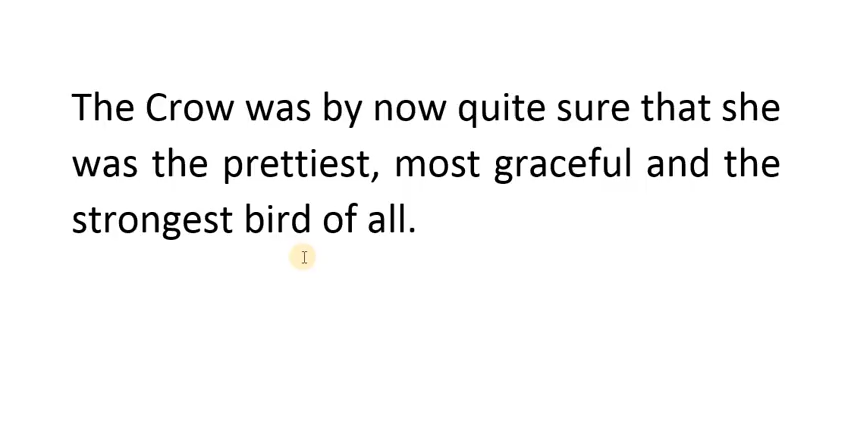 The Crow was by now quite sure that she
was the prettiest, most graceful and the
strongest bird of all.